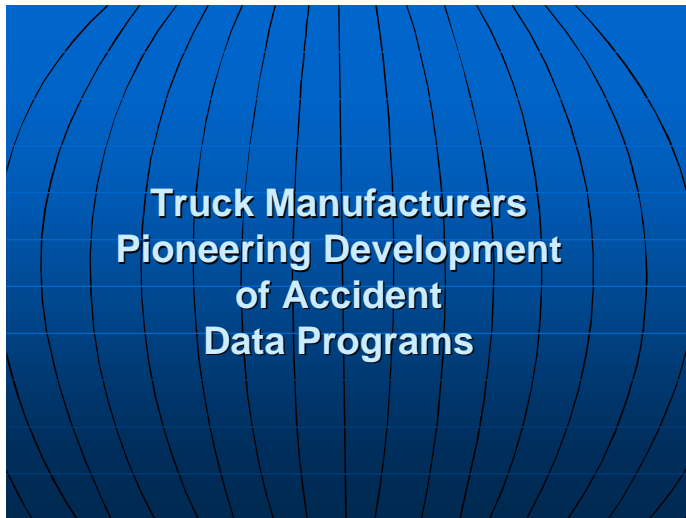 Truck Manufacturers
Pioneering Development
of Accident
Data Programs